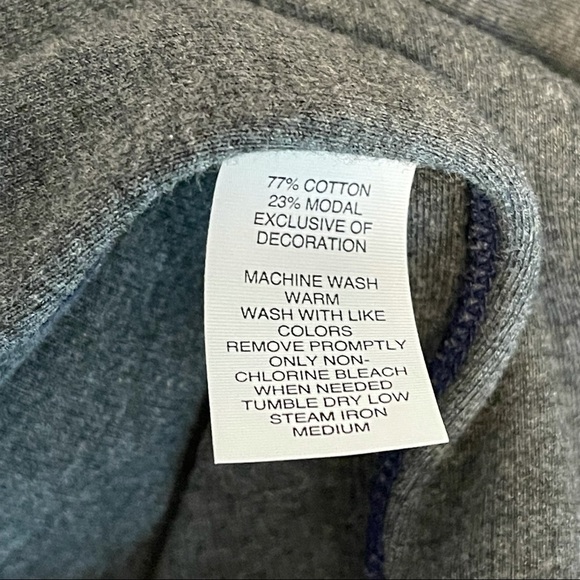 77% COTTON
23% MODAL
EXCLUSIVE OF
DECORATION
MACHINE WASH
WARM
WASH WITH LIKE
COLORS
REMOVE PROMPTLY
ONLY NON-
CHLORINE BLEACH
WHEN NEEDED
TUMBLE DRY LOW
STEAM IRON
MEDIUM